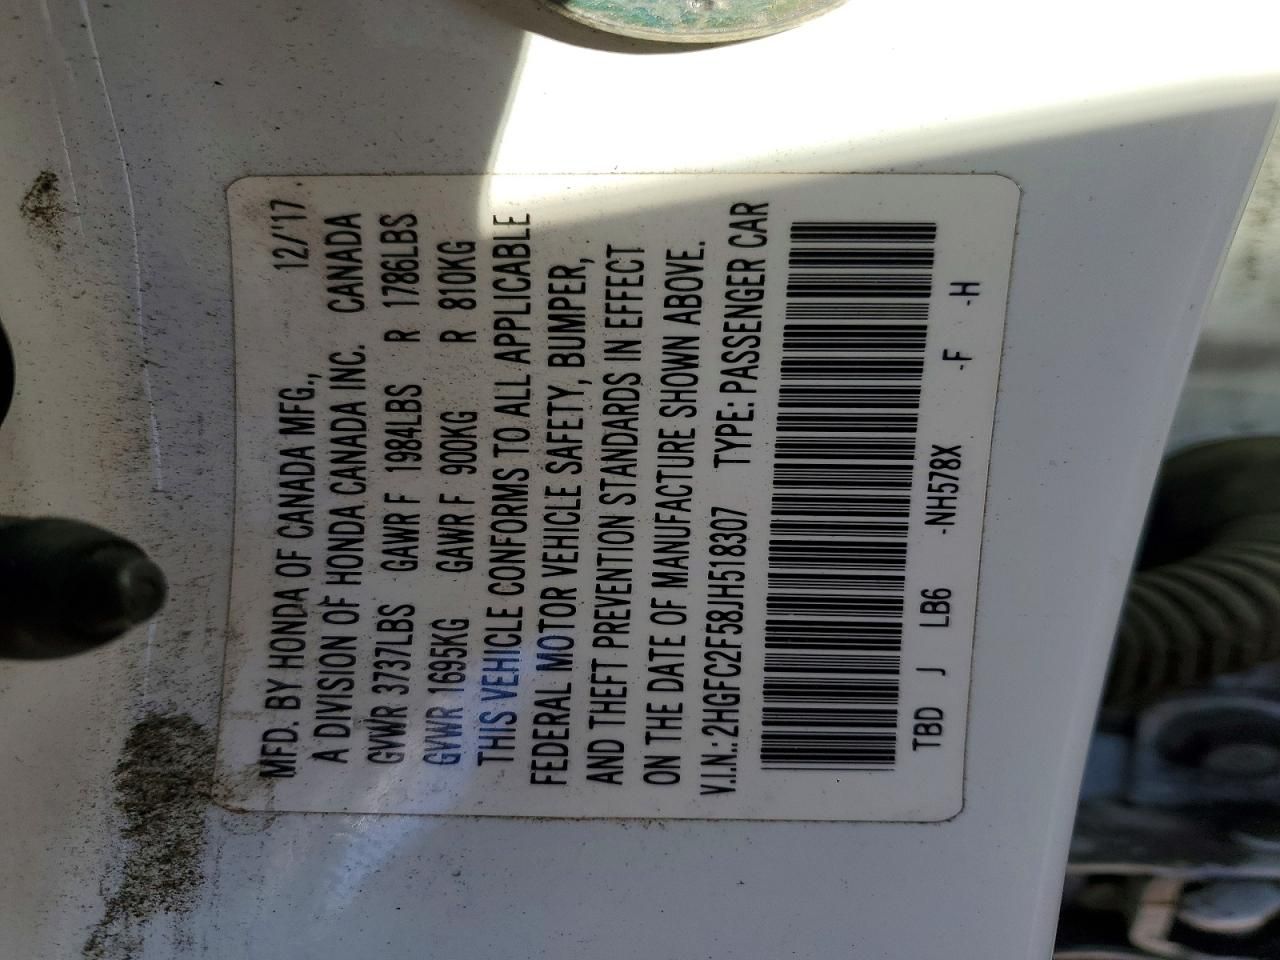 MFD. BY HONDA OF CANADA MFG., 12/'17
A DIVISION OF HONDA CANADA INC. CANADA
GVWR 3737LBS GAWR F 1984LBS R 1786LBS
GVWR 1695KG GAWR F 900KG R 810KG
THIS VEHICLE CONFORMS TO ALL APPLICABLE
FEDERAL MOTOR VEHICLE SAFETY, BUMPER,
AND THEFT PREVENTION STANDARDS IN EFFECT
ON THE DATE OF MANUFACTURE SHOWN ABOVE.
V.I.N.: 2HGFC2F58JH518307 TYPE: PASSENGER CAR
TBD J LB6 -NH578X -F -H